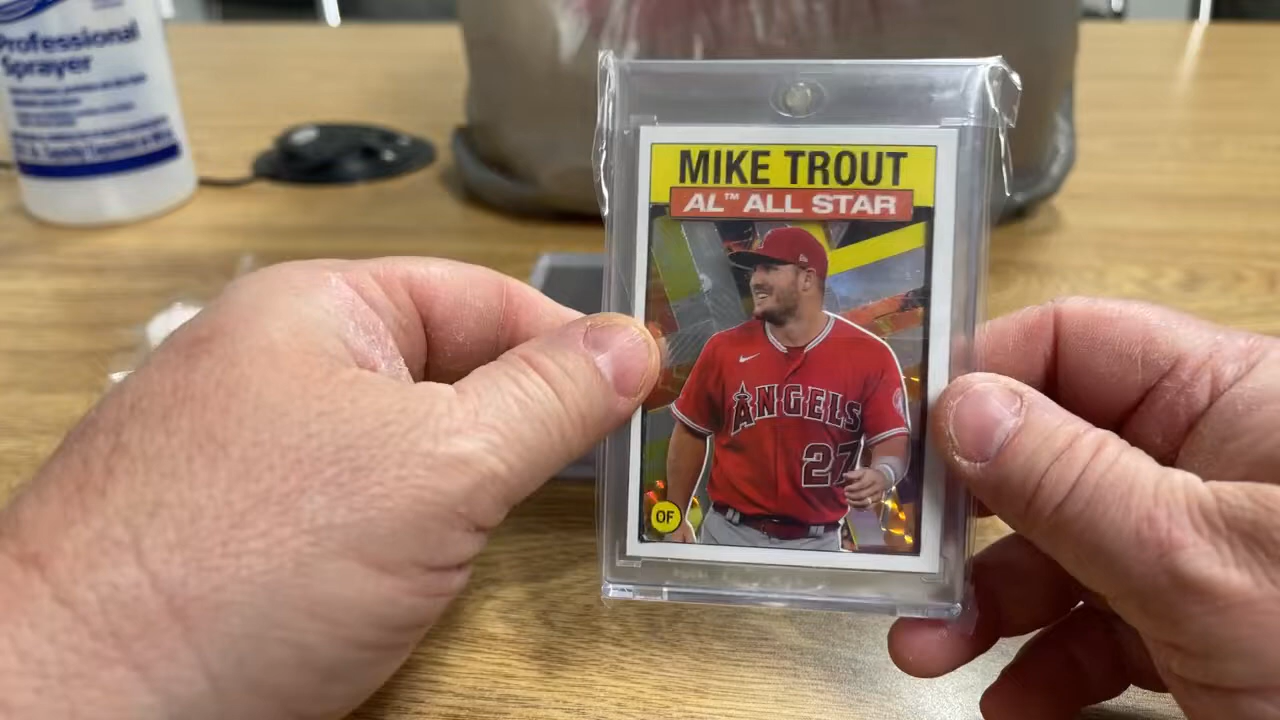 Professional
Sprayer
MIKE TROUT
AL™ ALL STAR
ANGELS
27
OF